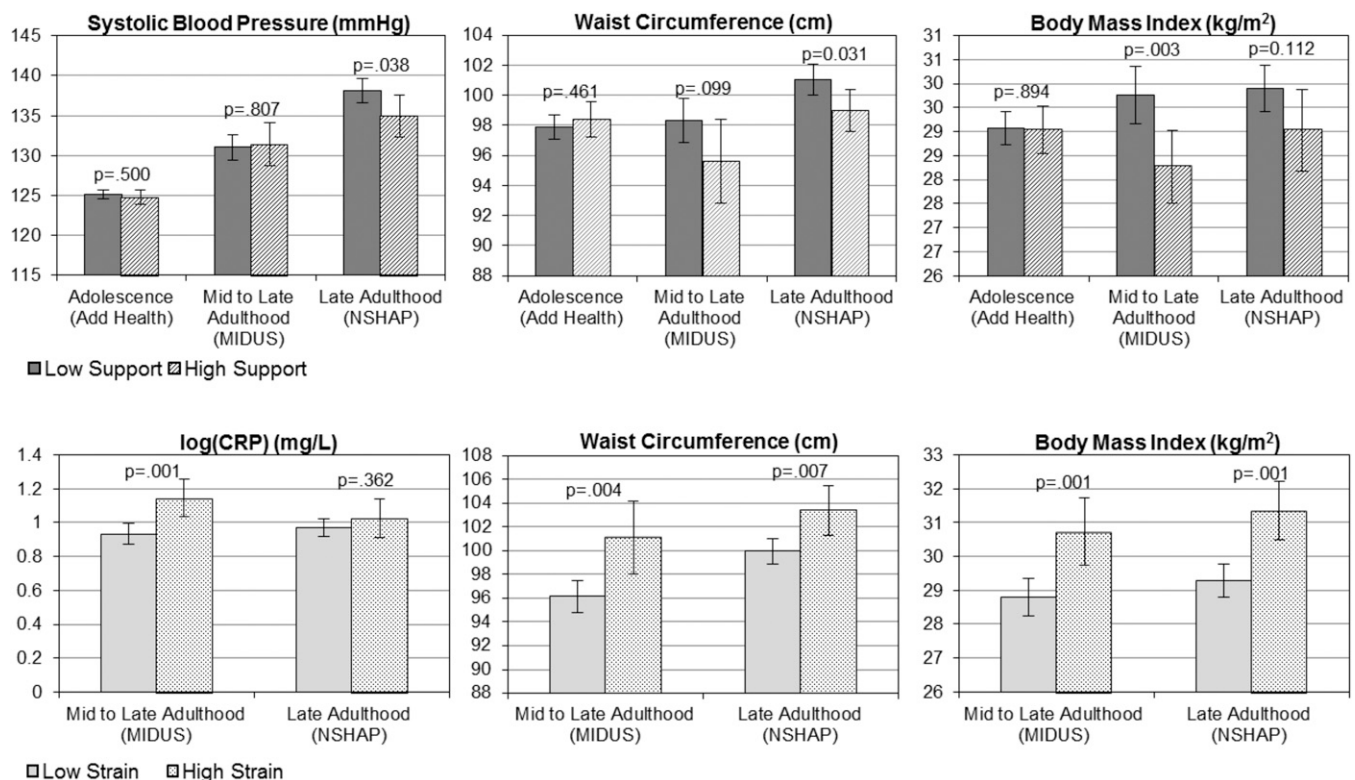 Systolic Blood Pressure (mmHg)
145
140
135
130
125
120
115
p=.500
p=.807
p=.038
Adolescence
(Add Health)
Mid to Late
Adulthood
(MIDUS)
Late Adulthood
(NSHAP)
Waist Circumference (cm)
104
102
100
98
96
94
92
90
88
p=.461
p=.099
p=0.031
Adolescence
(Add Health)
Mid to Late
Adulthood
(MIDUS)
Late Adulthood
(NSHAP)
Body Mass Index (kg/m²)
31
31
30
30
29
29
28
28
27
27
26
p=.894
p=.003
p=0.112
Adolescence
(Add Health)
Mid to Late
Adulthood
(MIDUS)
Late Adulthood
(NSHAP)
Low Support High Support
log(CRP) (mg/L)
1.4
1.2
1
0.8
0.6
0.4
0.2
0
p=.001
p=.362
Mid to Late Adulthood
(MIDUS)
Late Adulthood
(NSHAP)
Waist Circumference (cm)
108
106
104
102
100
98
96
94
92
90
88
p=.004
p=.007
Mid to Late Adulthood
(MIDUS)
Late Adulthood
(NSHAP)
Body Mass Index (kg/m²)
33
32
31
30
29
28
27
26
p=.001
p=.001
Mid to Late Adulthood
(MIDUS)
Late Adulthood
(NSHAP)
Low Strain High Strain